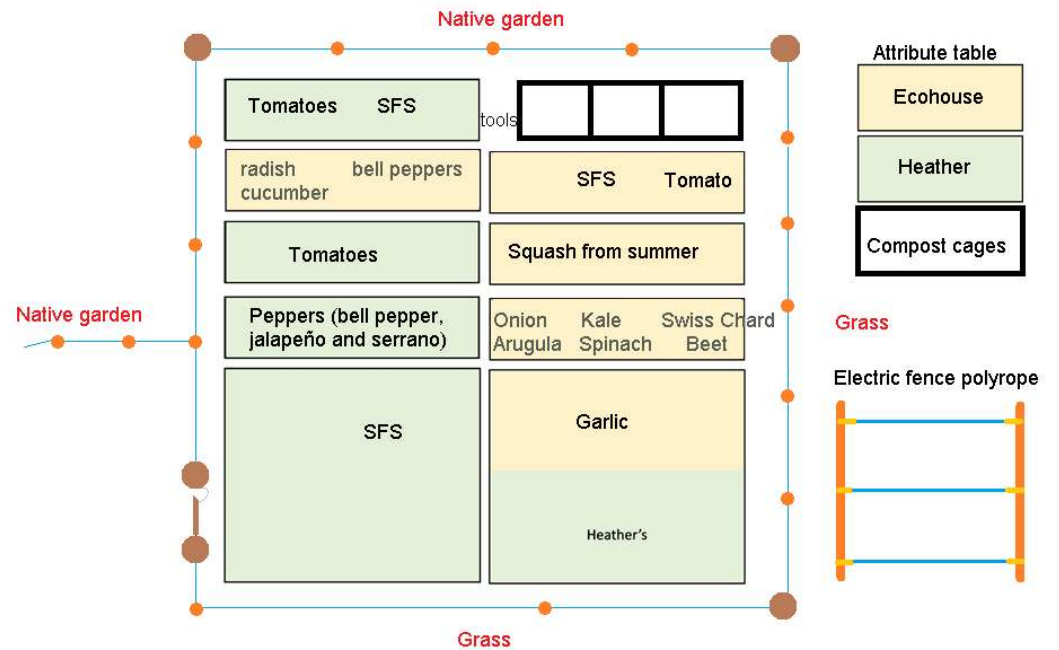 Native garden
Attribute table
Tomatoes SFS
tools
Ecohouse
radish bell peppers
cucumber
SFS Tomato
Heather
Tomatoes
Squash from summer
Compost cages
Native garden
Peppers (bell pepper,
jalapeño and serrano)
Onion Kale Swiss Chard
Arugula Spinach Beet
Grass
Electric fence polyrope
SFS
Garlic
Heather's
Grass